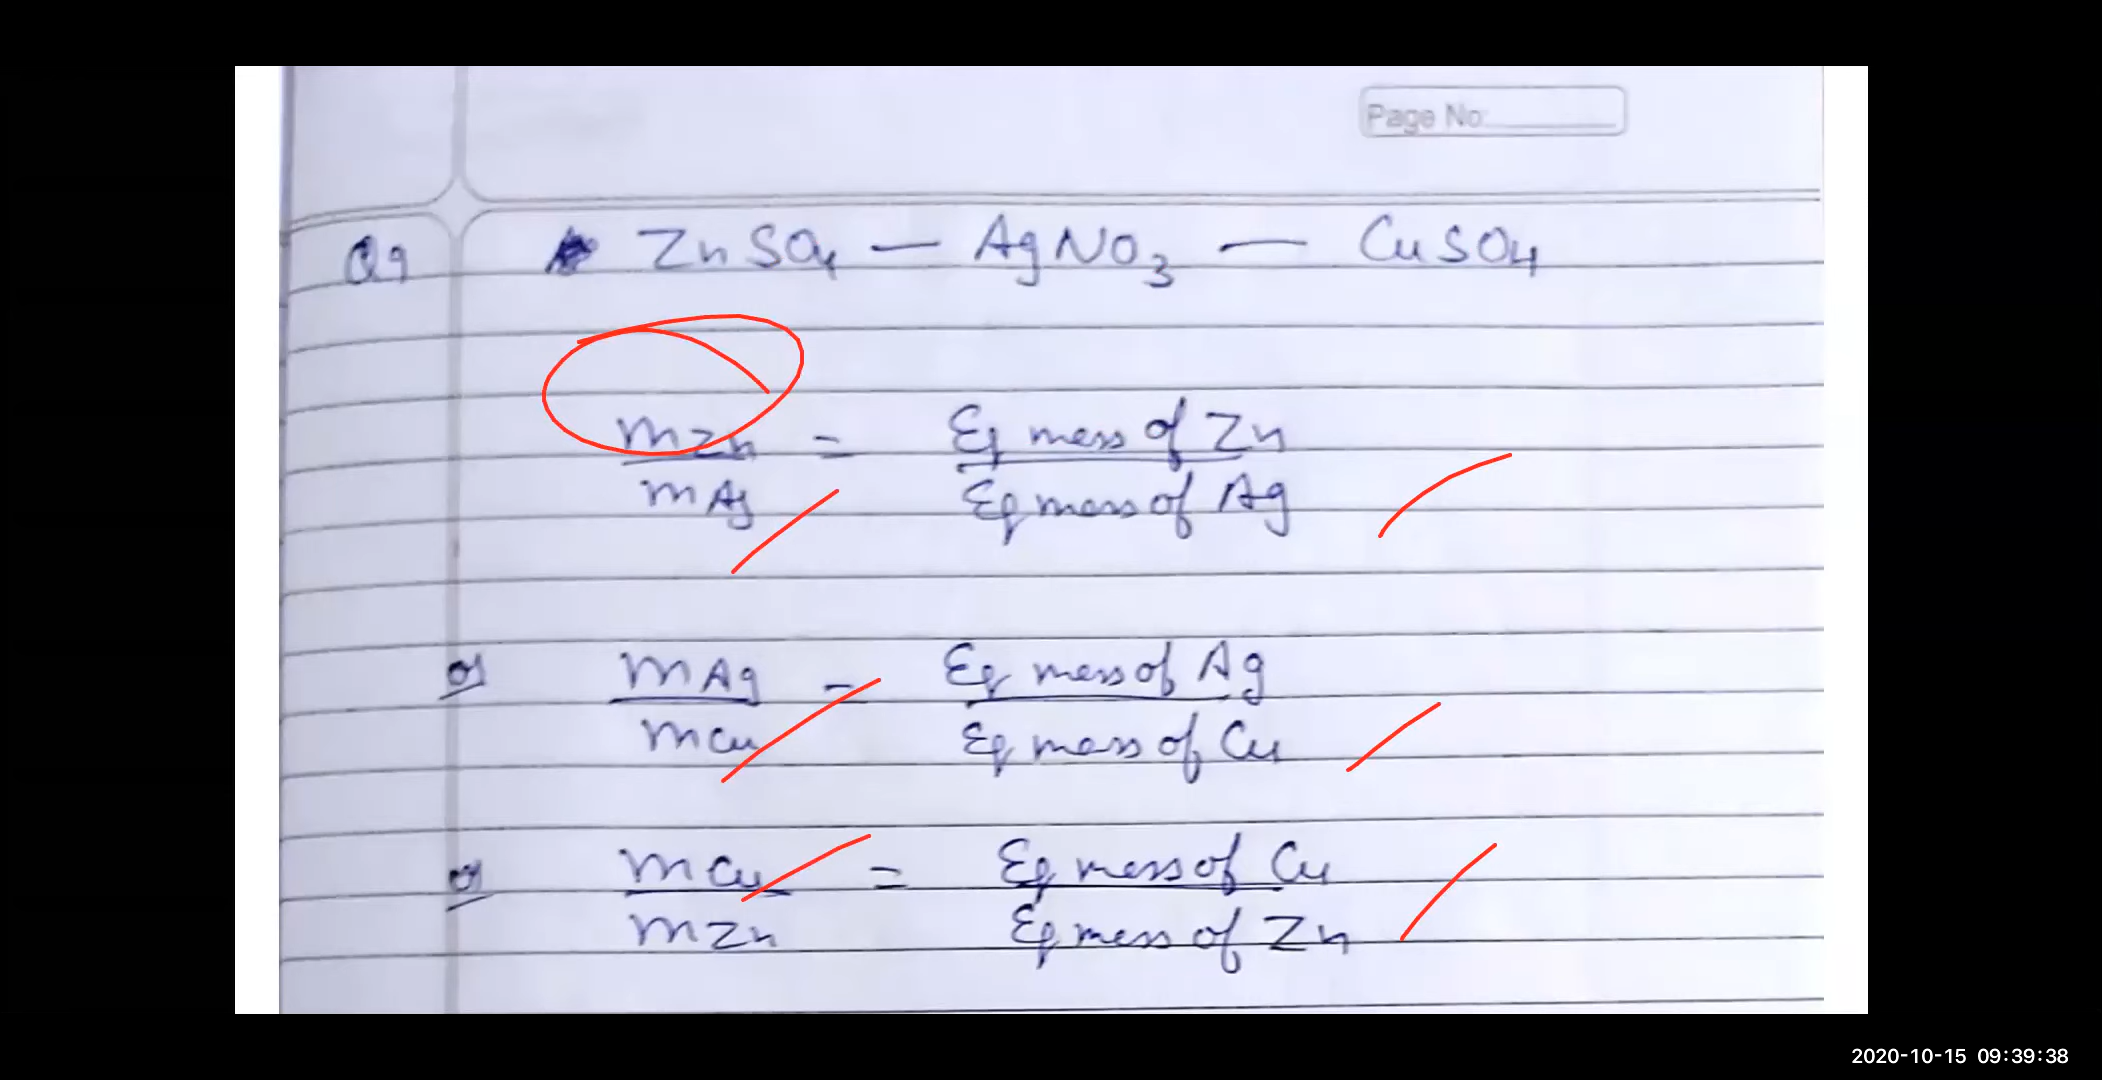 Page No:
Q9 ZnSO4 — AgNO3 — CuSO4
mZn = Eq mass of Zn
mAg Eq mass of Ag
or mAg = Eq mass of Ag
mCu Eq mass of Cu
or mCu = Eq mass of Cu
mZn Eq mass of Zn
2020-10-15 09:39:38